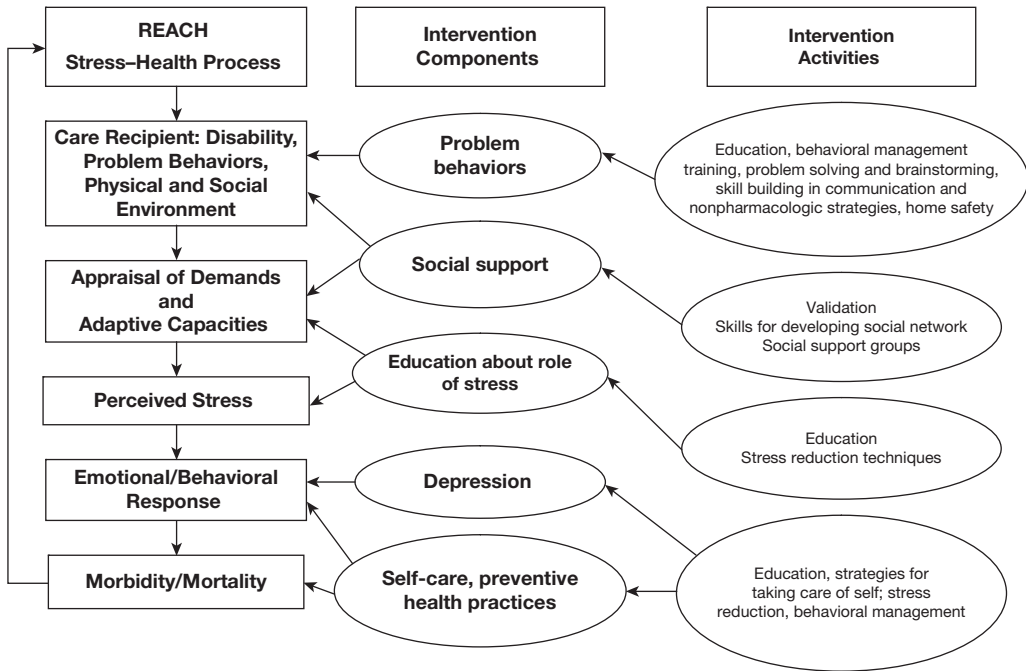 REACH
Stress–Health Process
Intervention
Components
Intervention
Activities
Care Recipient: Disability,
Problem Behaviors,
Physical and Social
Environment
Problem
behaviors
Education, behavioral management
training, problem solving and brainstorming,
skill building in communication and
nonpharmacologic strategies, home safety
Appraisal of Demands
and
Adaptive Capacities
Social support
Validation
Skills for developing social network
Social support groups
Perceived Stress
Education about role
of stress
Education
Stress reduction techniques
Emotional/Behavioral
Response
Depression
Morbidity/Mortality
Self-care, preventive
health practices
Education, strategies for
taking care of self; stress
reduction, behavioral management